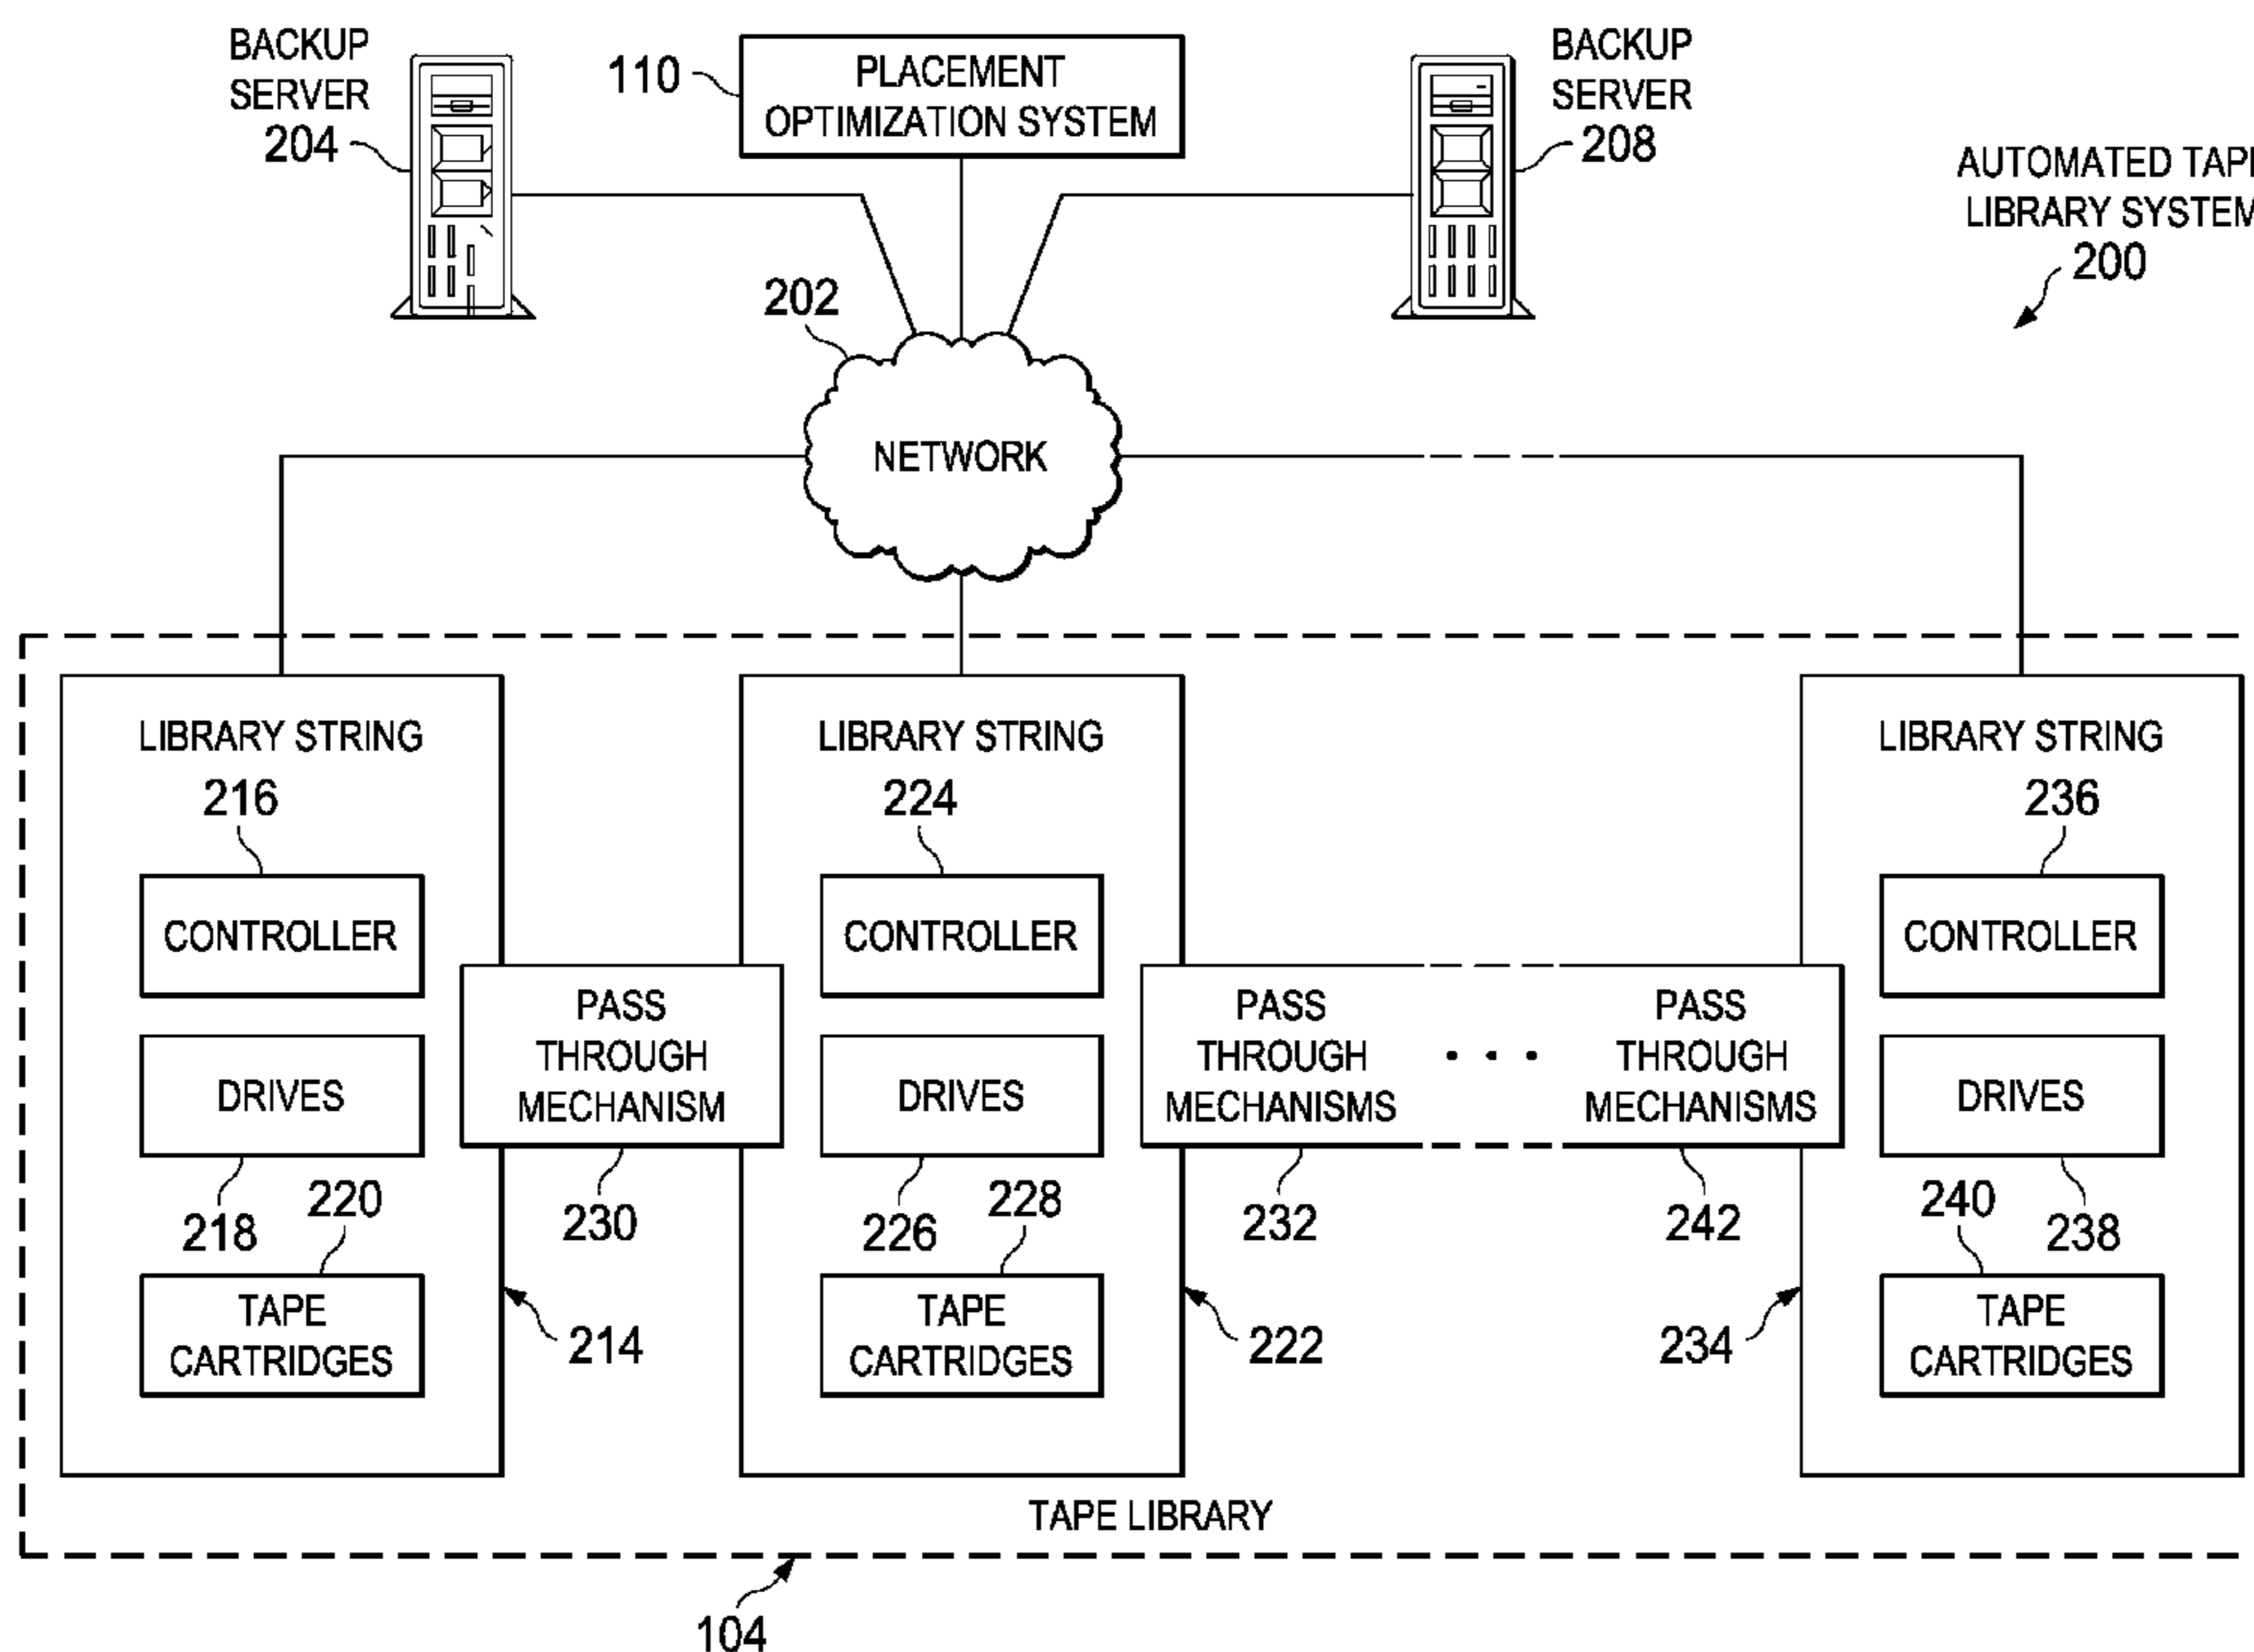 BACKUP
SERVER
204
110
PLACEMENT
OPTIMIZATION SYSTEM
BACKUP
SERVER
208
AUTOMATED TAP
LIBRARY SYSTEM
200
202
NETWORK
LIBRARY STRING
216
CONTROLLER
DRIVES
218
220
TAPE
CARTRIDGES
214
PASS
THROUGH
MECHANISM
230
LIBRARY STRING
224
CONTROLLER
DRIVES
226
228
TAPE
CARTRIDGES
222
PASS
THROUGH
MECHANISMS
232
. . .
PASS
THROUGH
MECHANISMS
242
LIBRARY STRING
236
CONTROLLER
DRIVES
238
240
TAPE
CARTRIDGES
234
TAPE LIBRARY
104